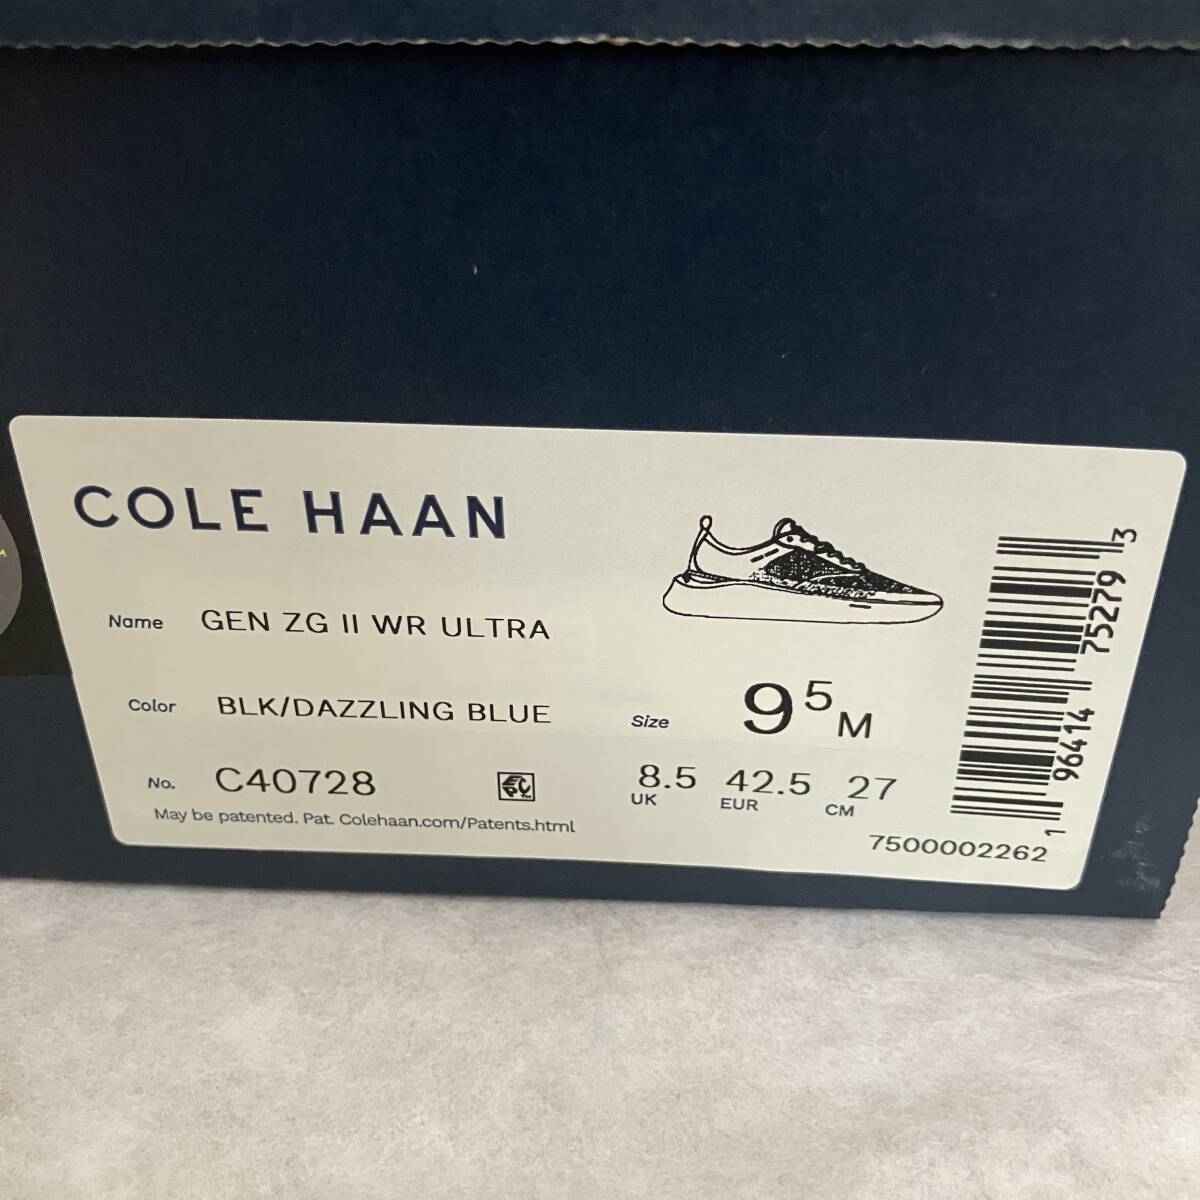 COLE HAAN
Name GEN ZG II WR ULTRA
Color BLK/DAZZLING BLUE
Size 9 5 M
No. C40728
8.5 42.5 27
UK EUR CM
May be patented. Pat. Colehaan.com/Patents.html
1 96414 75279 3
7500002262